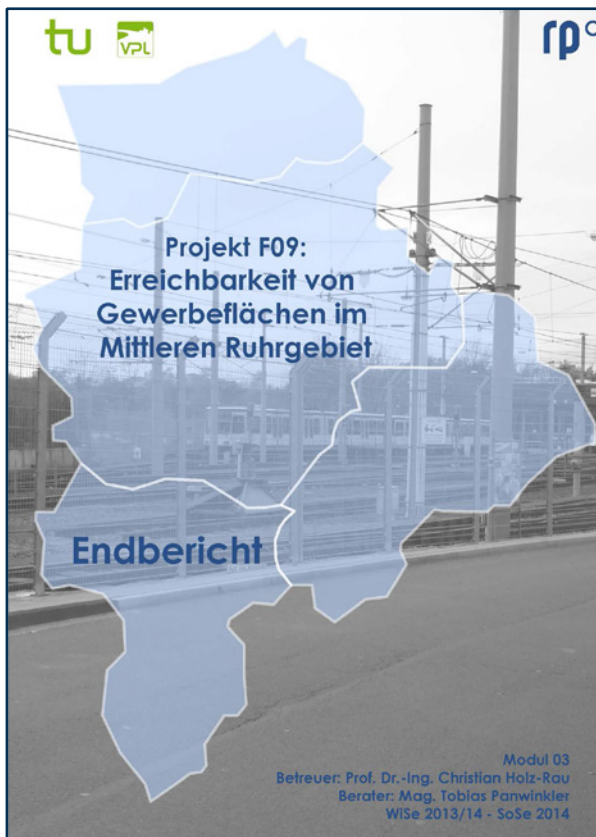 tu
VPL
rp
Projekt F09:
Erreichbarkeit von
Gewerbeflächen im
Mittleren Ruhrgebiet
Endbericht
Modul 03
Betreuer: Prof. Dr.-Ing. Christian Holz-Rau
Berater: Mag. Tobias Panwinkler
WiSe 2013/14 - SoSe 2014